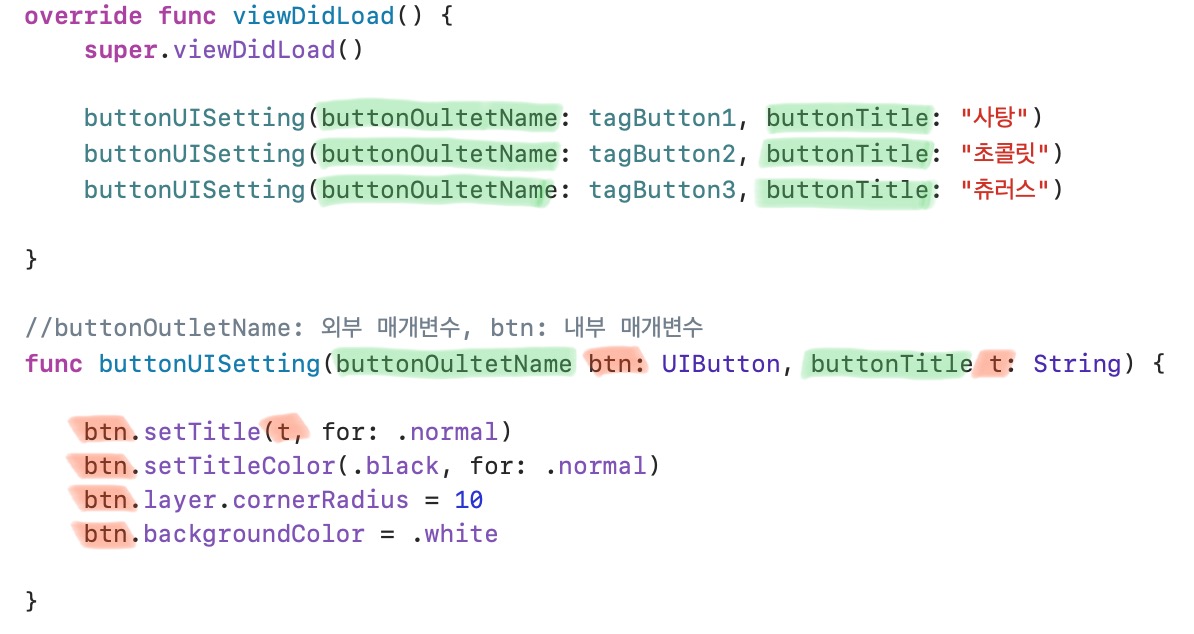 override func viewDidLoad() {
super.viewDidLoad()
buttonUISetting(buttonOultetName: tagButton1, buttonTitle: "사탕")
buttonUISetting(buttonOultetName: tagButton2, buttonTitle: "초콜릿")
buttonUISetting(buttonOultetName: tagButton3, buttonTitle: "츄러스")
}
//buttonOutletName: 외부 매개변수, btn: 내부 매개변수
func buttonUISetting(buttonOultetName btn: UIButton, buttonTitle t: String) {
btn.setTitle(t, for: .normal)
btn.setTitleColor(.black, for: .normal)
btn.layer.cornerRadius = 10
btn.backgroundColor = .white
}